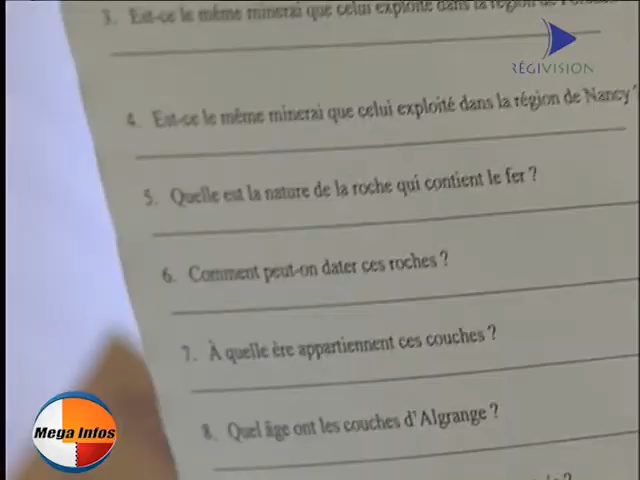 3. Est-ce le même minerai que celui exploité dans la région de
RÉGIVISION
4. Est-ce le même minerai que celui exploité dans la région de Nancy ?
5. Quelle est la nature de la roche qui contient le fer ?
6. Comment peut-on dater ces roches ?
7. À quelle ère appartiennent ces couches ?
8. Quel âge ont les couches d'Algrange ?
Mega Infos